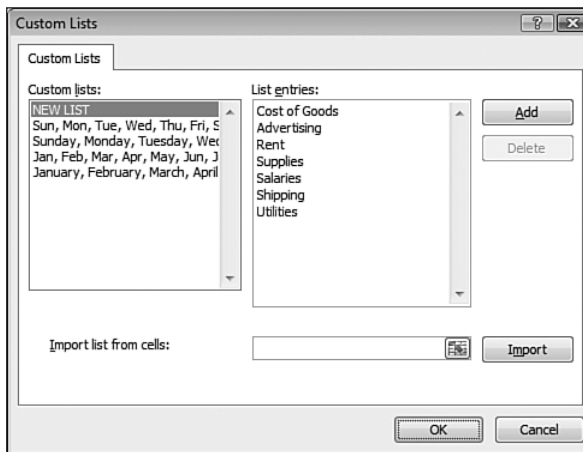 Custom Lists
Custom Lists
Custom lists:
NEW LIST
Sun, Mon, Tue, Wed, Thu, Fri, S
Sunday, Monday, Tuesday, Wed
Jan, Feb, Mar, Apr, May, Jun, J
January, February, March, April
List entries:
Cost of Goods
Advertising
Rent
Supplies
Salaries
Shipping
Utilities
Add
Delete
Import list from cells:
Import
OK
Cancel